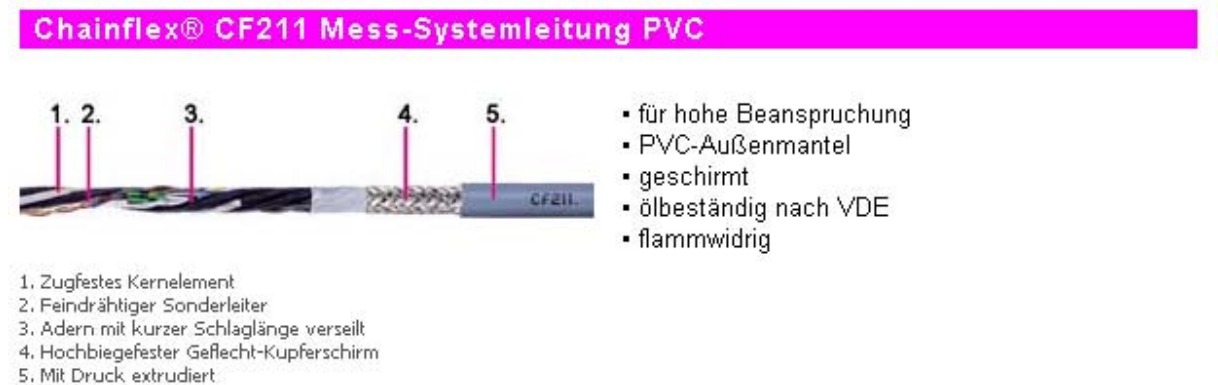 Chainflex® CF211 Mess-Systemleitung PVC
1. 2. 3. 4. 5.
CF211.
▪ für hohe Beanspruchung
▪ PVC-Außenmantel
▪ geschirmt
▪ ölbeständig nach VDE
▪ flammwidrig
1. Zugfestes Kernelement
2. Feindrähtiger Sonderleiter
3. Adern mit kurzer Schlaglänge verseilt
4. Hochbiegefester Geflecht-Kupferschirm
5. Mit Druck extrudiert